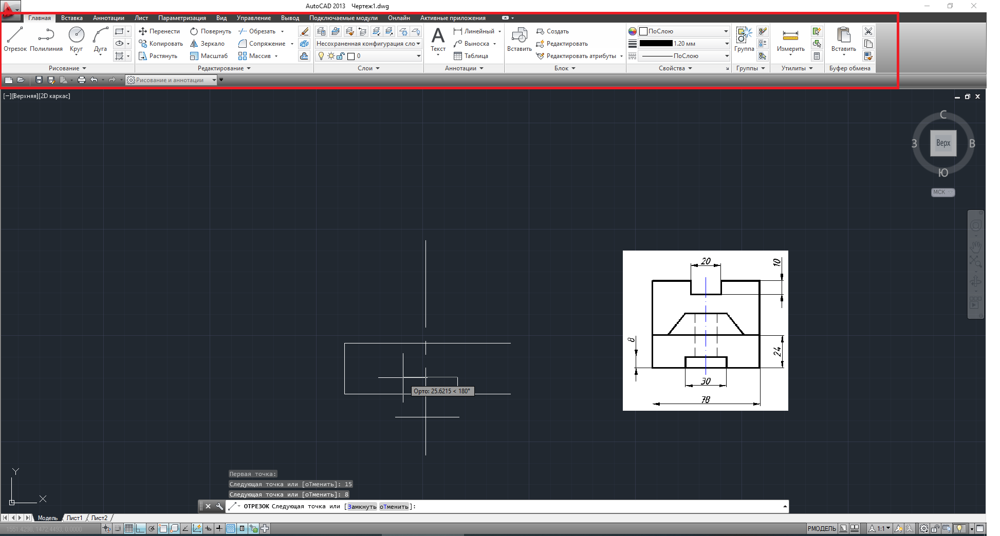 AutoCAD 2013 Чертеж1.dwg
Главная Вставка Аннотации Лист Параметризация Вид Управление Вывод Подключаемые модули Онлайн Активные приложения
Отрезок Полилиния Круг Дуга
Перенести Повернуть Обрезать
Копировать Зеркало Сопряжение
Растянуть Масштаб Массив
Несохраненная конфигурация сло
0
Текст
Линейный
Выноска
Таблица
Вставить
Создать
Редактировать
Редактировать атрибуты
ПоСлою
1.20 мм
ПоСлою
Группа
Измерить
Вставить
Рисование Редактирование Слои Аннотации Блок Свойства Группы Утилиты Буфер обмена
Рисование и аннотации
[−][Верхняя][2D каркас]
С
З Верх В
Ю
МСК
20
10
8
24
30
78
Орто: 25.6215 < 180°
Y
X
Первая точка:
Следующая точка или [оТменить]: 15
Следующая точка или [оТменить]: 8
ОТРЕЗОК Следующая точка или [Замкнуть оТменить]:
Модель Лист1 Лист2
1551.4298, 1472.4493, 0.0000
РМОДЕЛЬ 1:1